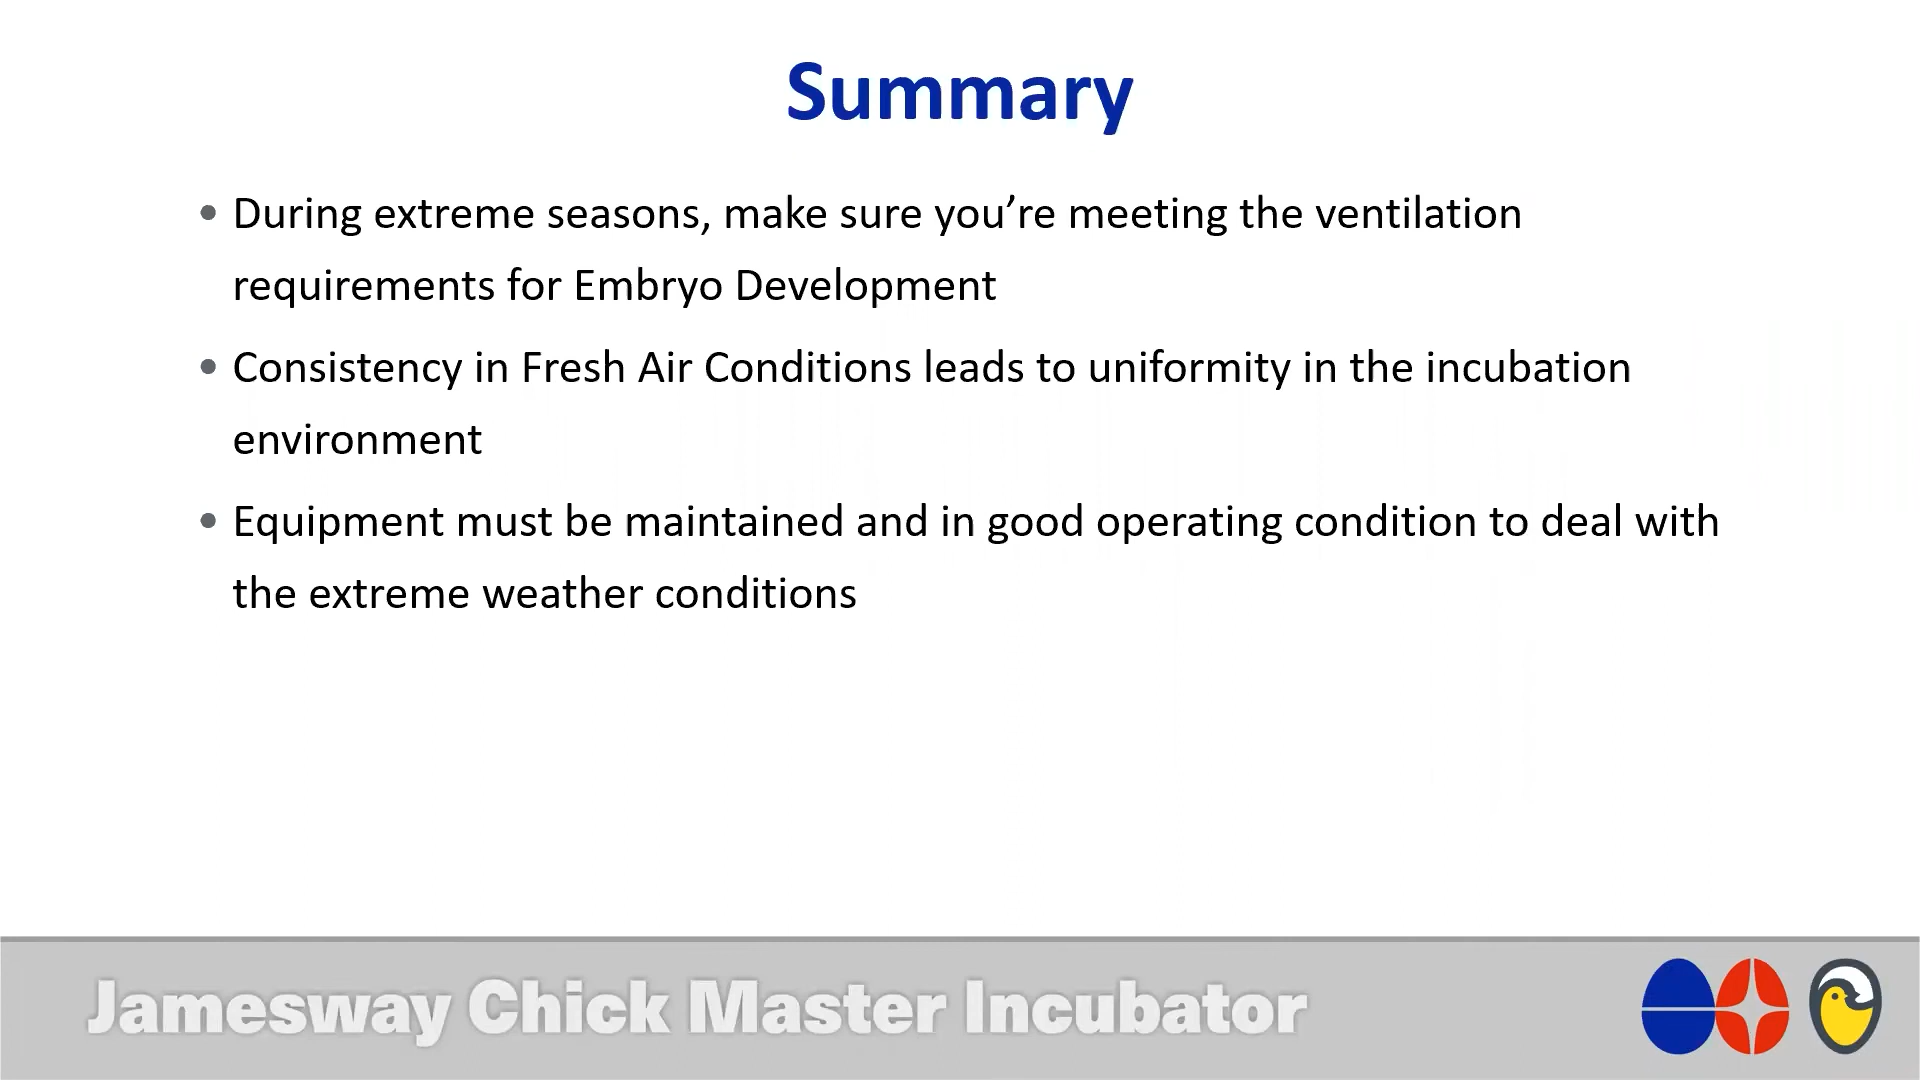 Summary
• During extreme seasons, make sure you’re meeting the ventilation
requirements for Embryo Development
• Consistency in Fresh Air Conditions leads to uniformity in the incubation
environment
• Equipment must be maintained and in good operating condition to deal with
the extreme weather conditions
Jamesway Chick Master Incubator